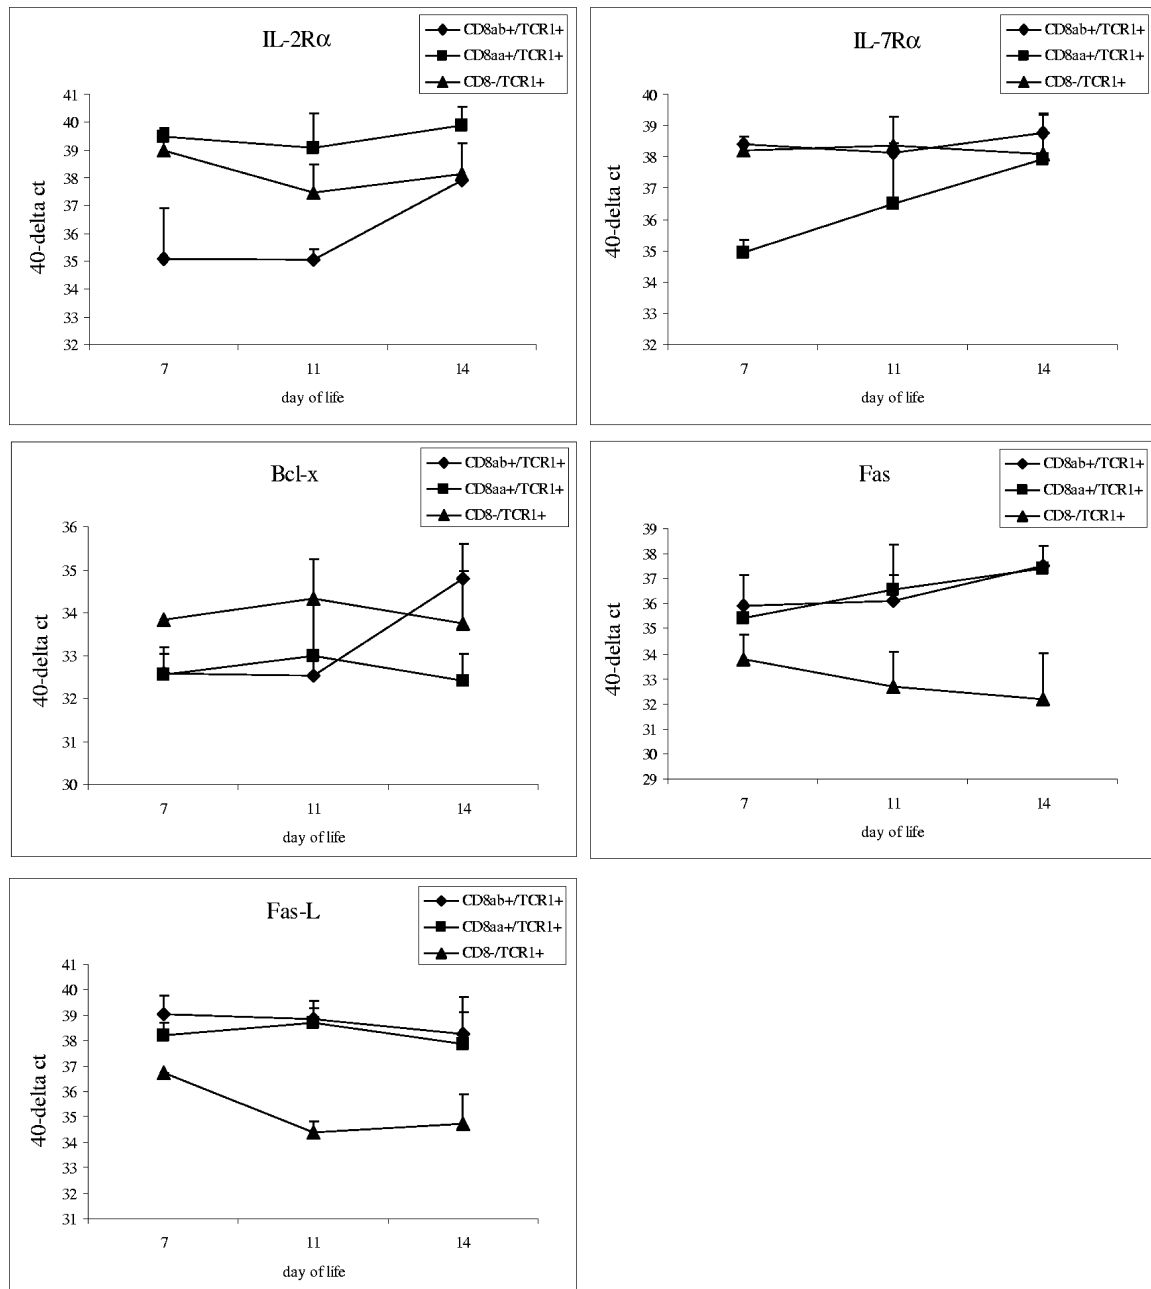 IL-2Rα
CD8ab+/TCR1+
CD8aa+/TCR1+
CD8-/TCR1+
40-delta ct
41
40
39
38
37
36
35
34
33
32
7
11
14
day of life
IL-7Rα
CD8ab+/TCR1+
CD8aa+/TCR1+
CD8-/TCR1+
40-delta ct
40
39
38
37
36
35
34
33
32
7
11
14
day of life
Bcl-x
CD8ab+/TCR1+
CD8aa+/TCR1+
CD8-/TCR1+
40-delta ct
36
35
34
33
32
31
30
7
11
14
day of life
Fas
CD8ab+/TCR1+
CD8aa+/TCR1+
CD8-/TCR1+
40-delta ct
39
38
37
36
35
34
33
32
31
30
29
7
11
14
day of life
Fas-L
CD8ab+/TCR1+
CD8aa+/TCR1+
CD8-/TCR1+
40-delta ct
41
40
39
38
37
36
35
34
33
32
31
7
11
14
day of life